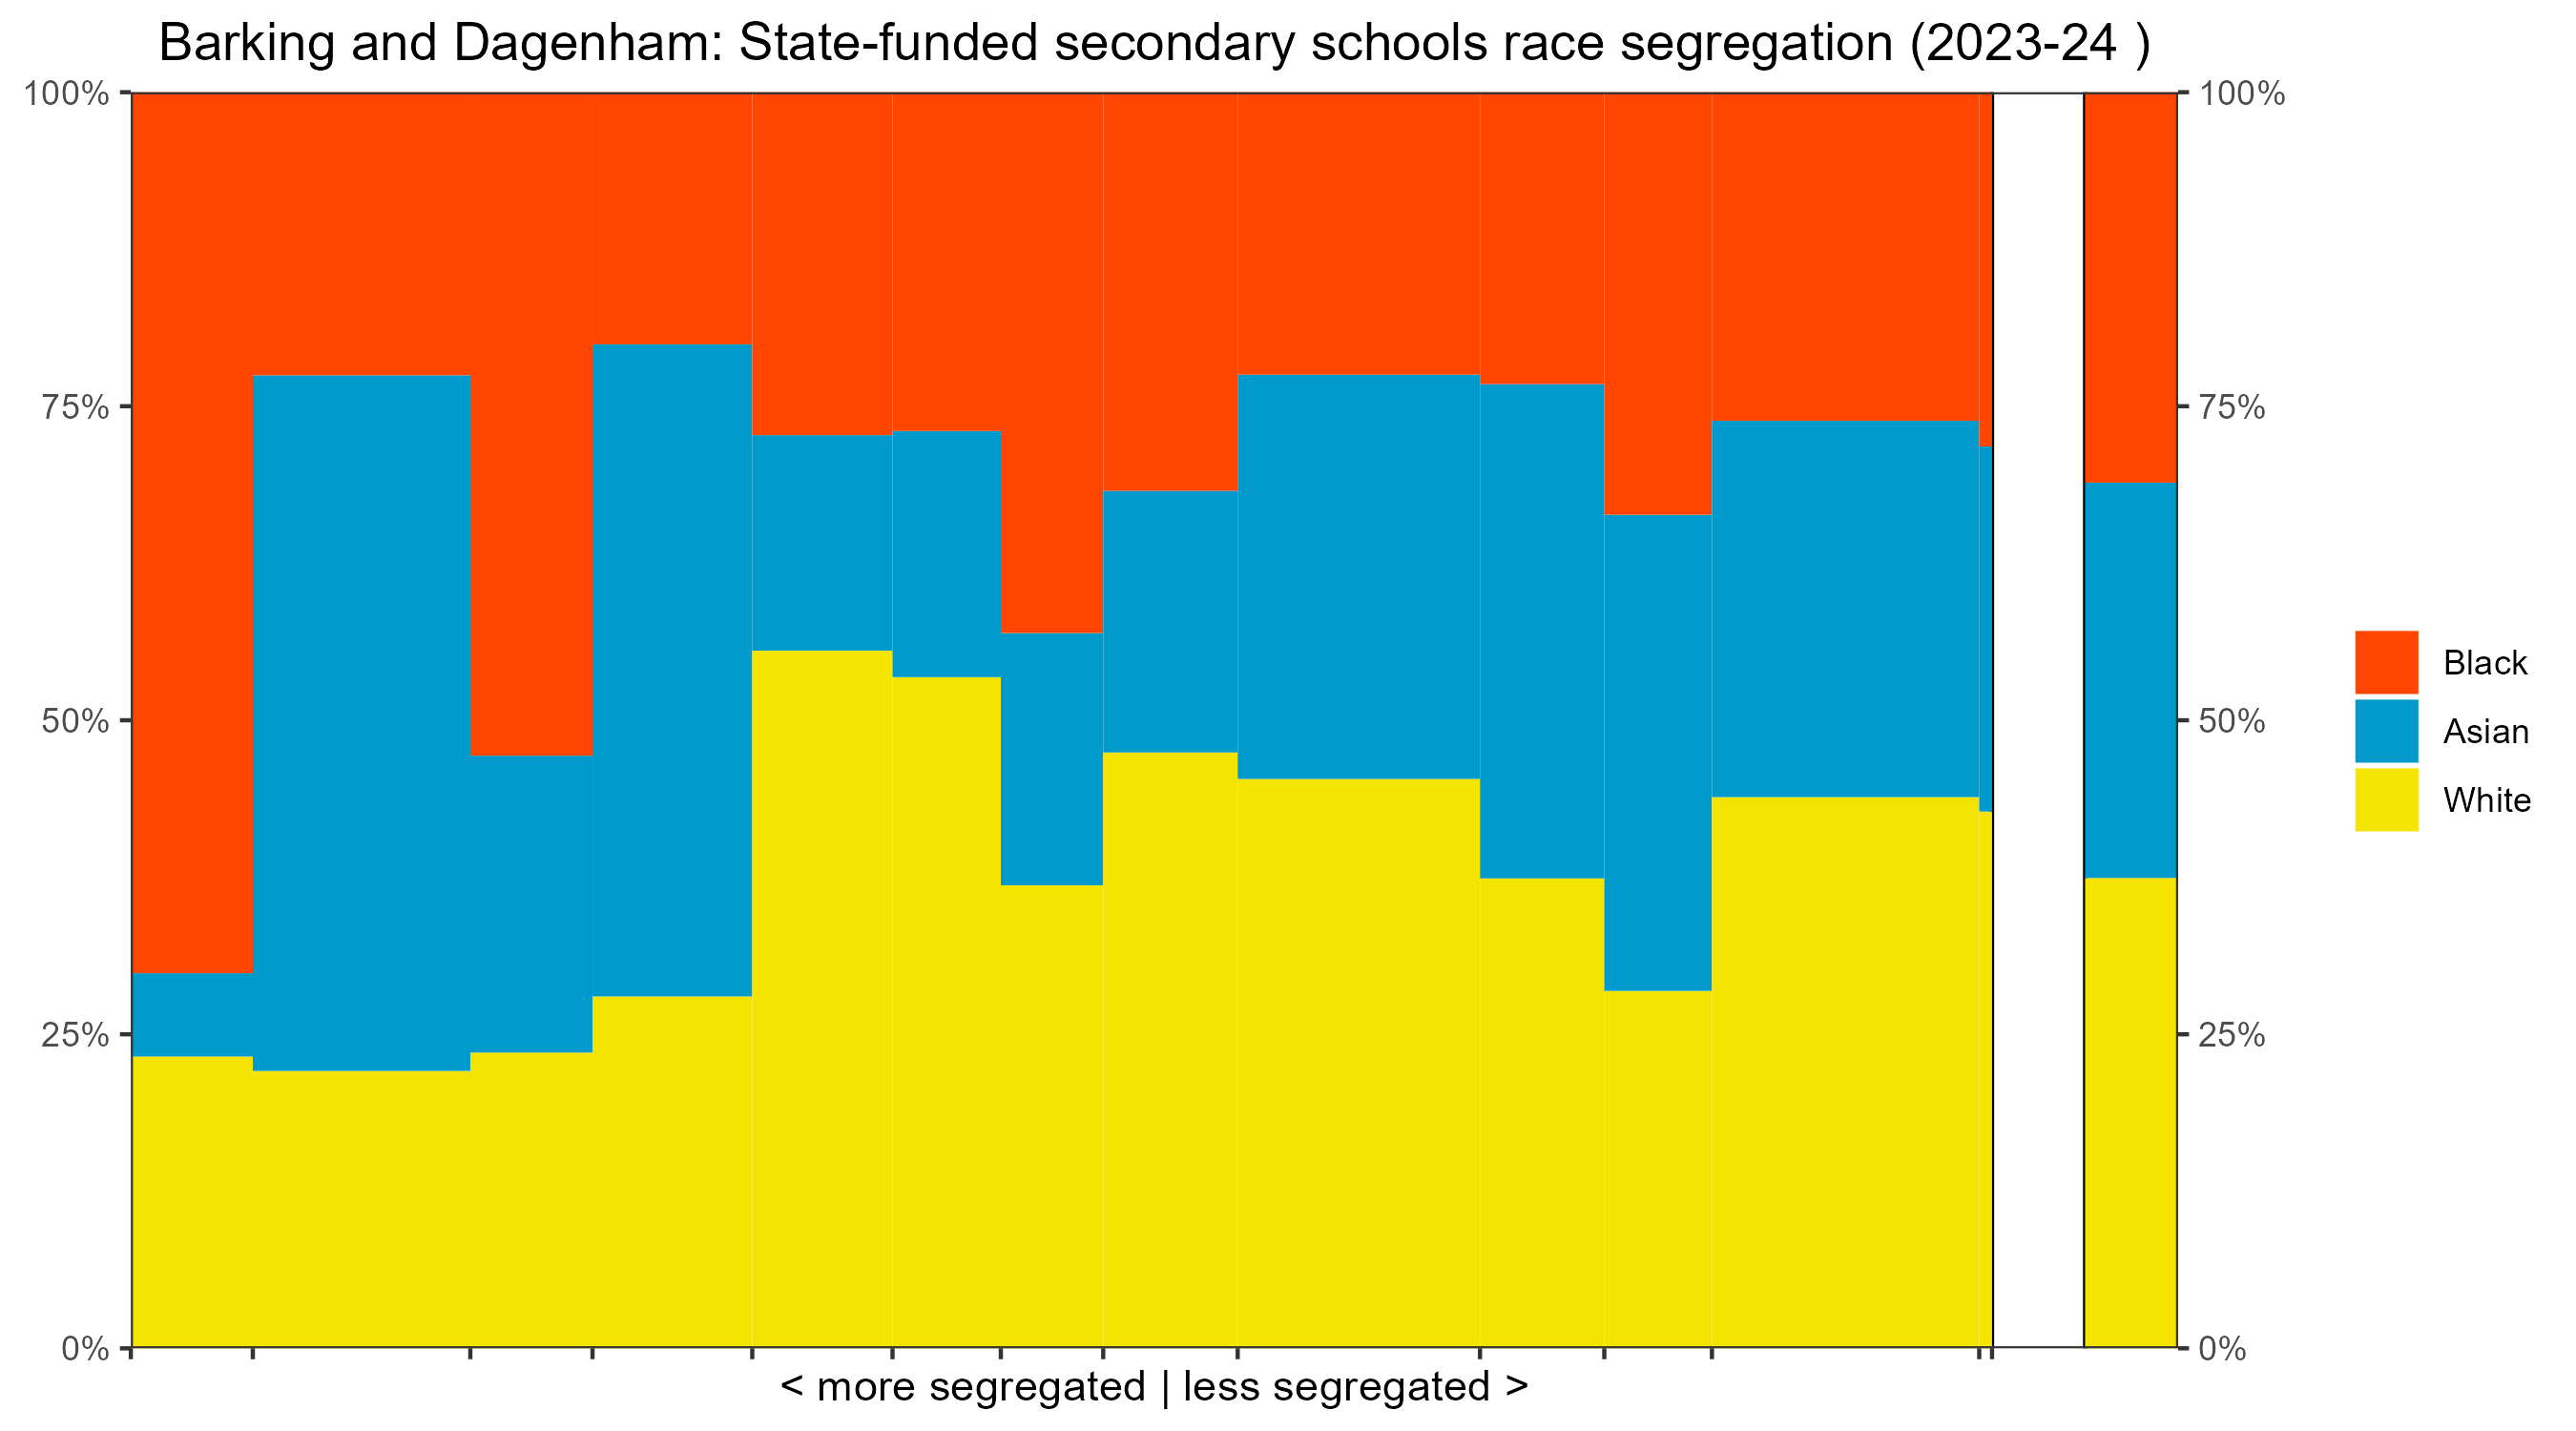 Barking and Dagenham: State-funded secondary schools race segregation (2023-24 )
100%
75%
50%
25%
0%
100%
75%
50%
25%
0%
Black
Asian
White
< more segregated | less segregated >